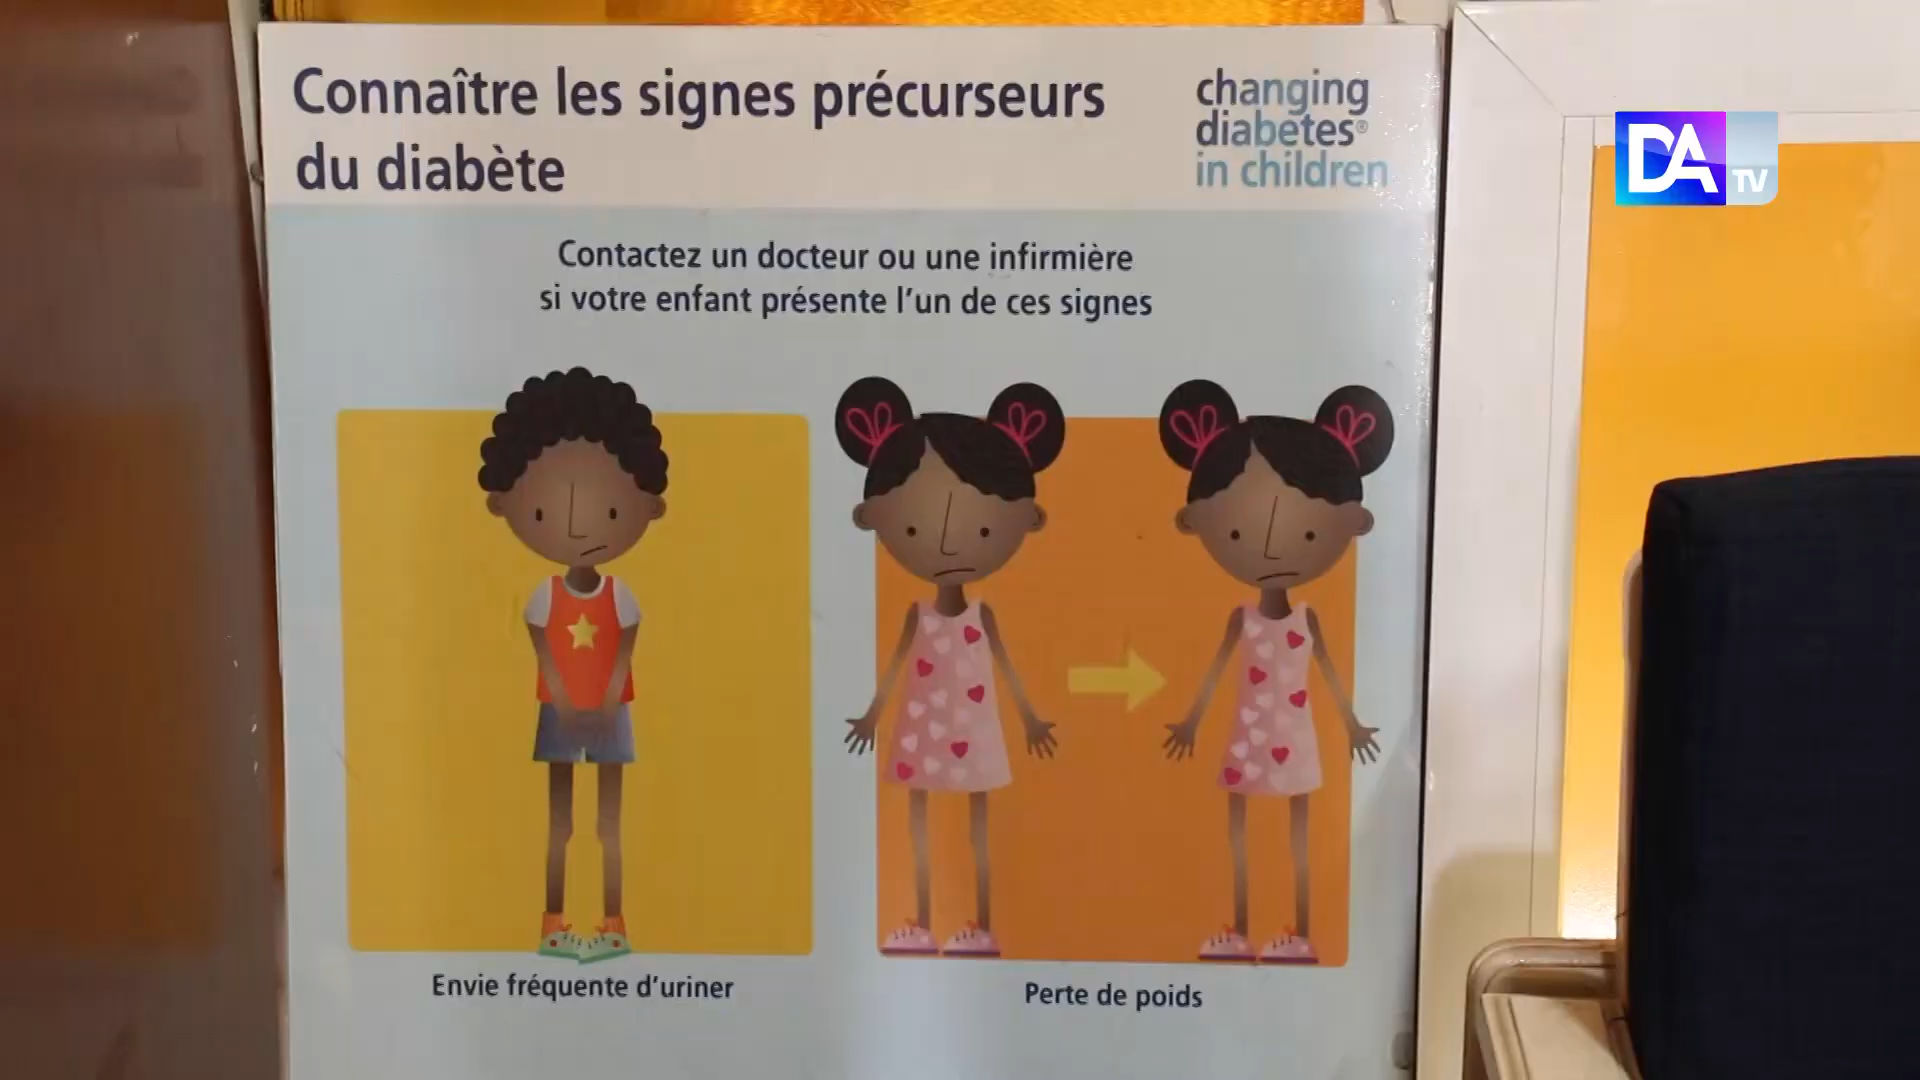 Connaître les signes précurseurs
du diabète
changing
diabetes®
in children
DA TV
Contactez un docteur ou une infirmière
si votre enfant présente l'un de ces signes
Envie fréquente d'uriner
Perte de poids